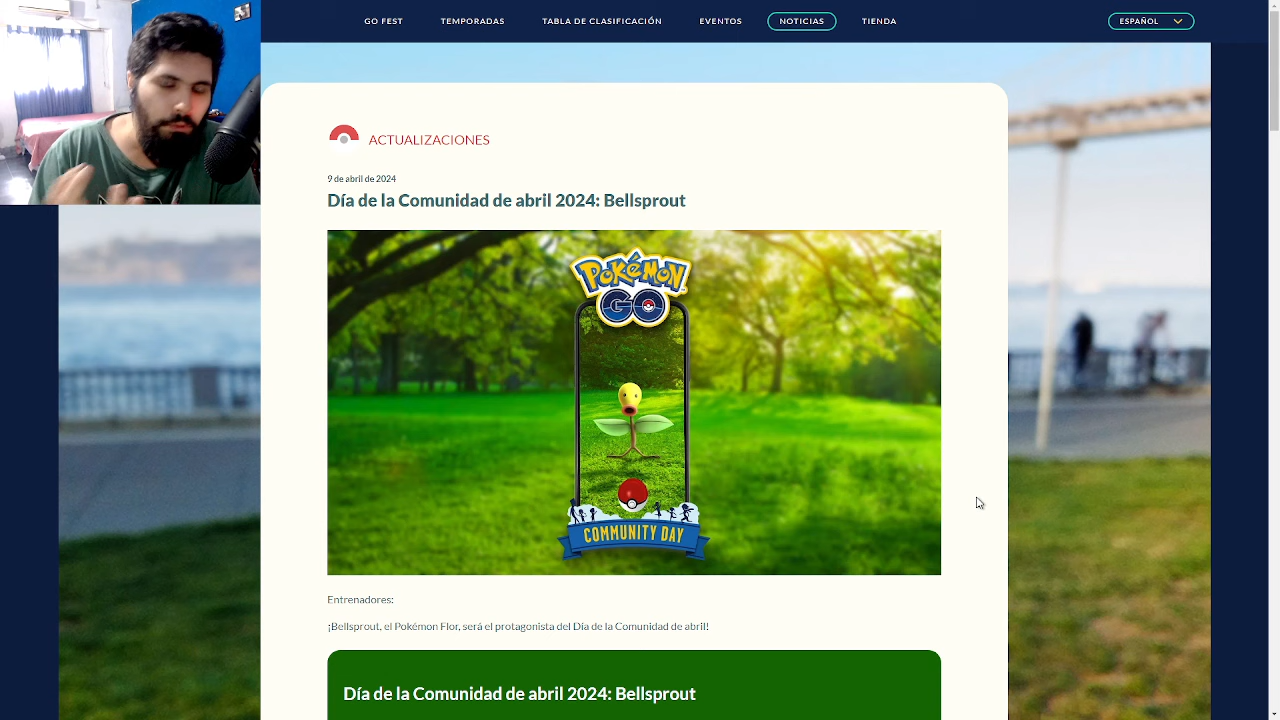 GO FEST
TEMPORADAS
TABLA DE CLASIFICACIÓN
EVENTOS
NOTICIAS
TIENDA
ESPAÑOL
ACTUALIZACIONES
9 de abril de 2024
Día de la Comunidad de abril 2024: Bellsprout
POKÉMON
GO
COMMUNITY DAY
Entrenadores:
¡Bellsprout, el Pokémon Flor, será el protagonista del Día de la Comunidad de abril!
Día de la Comunidad de abril 2024: Bellsprout